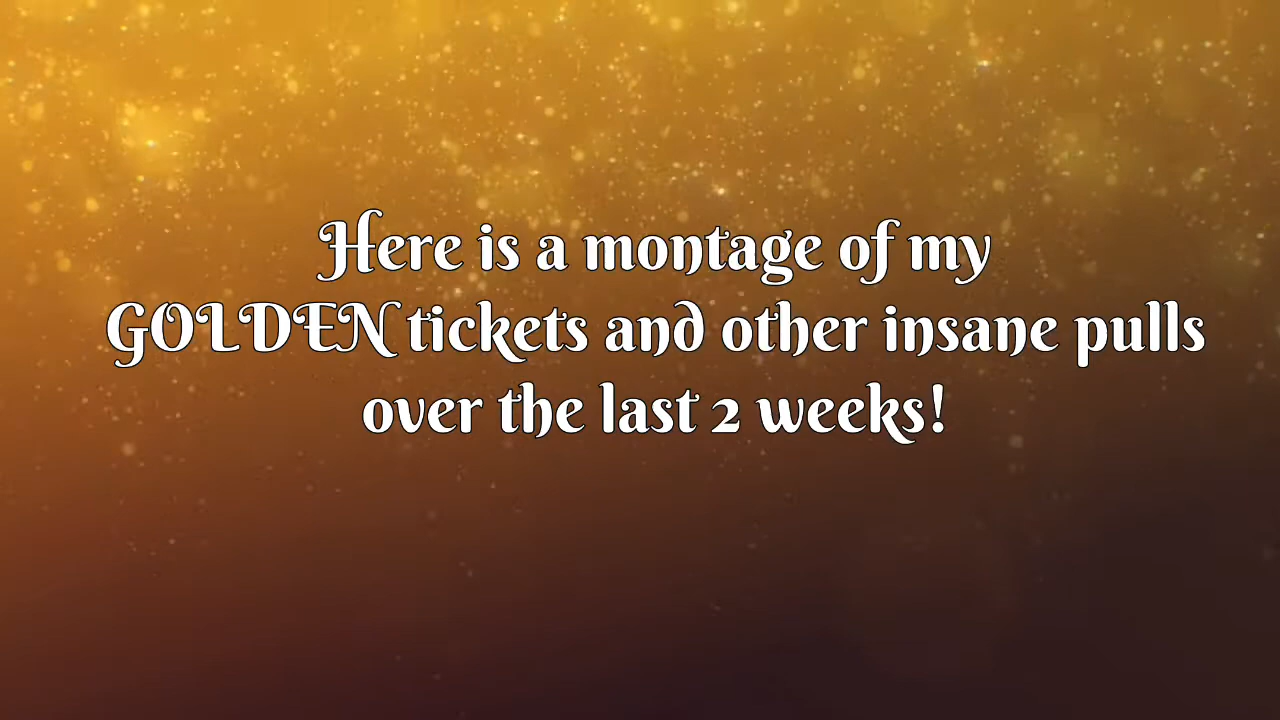 Here is a montage of my
GOLDEN tickets and other insane pulls
over the last 2 weeks!